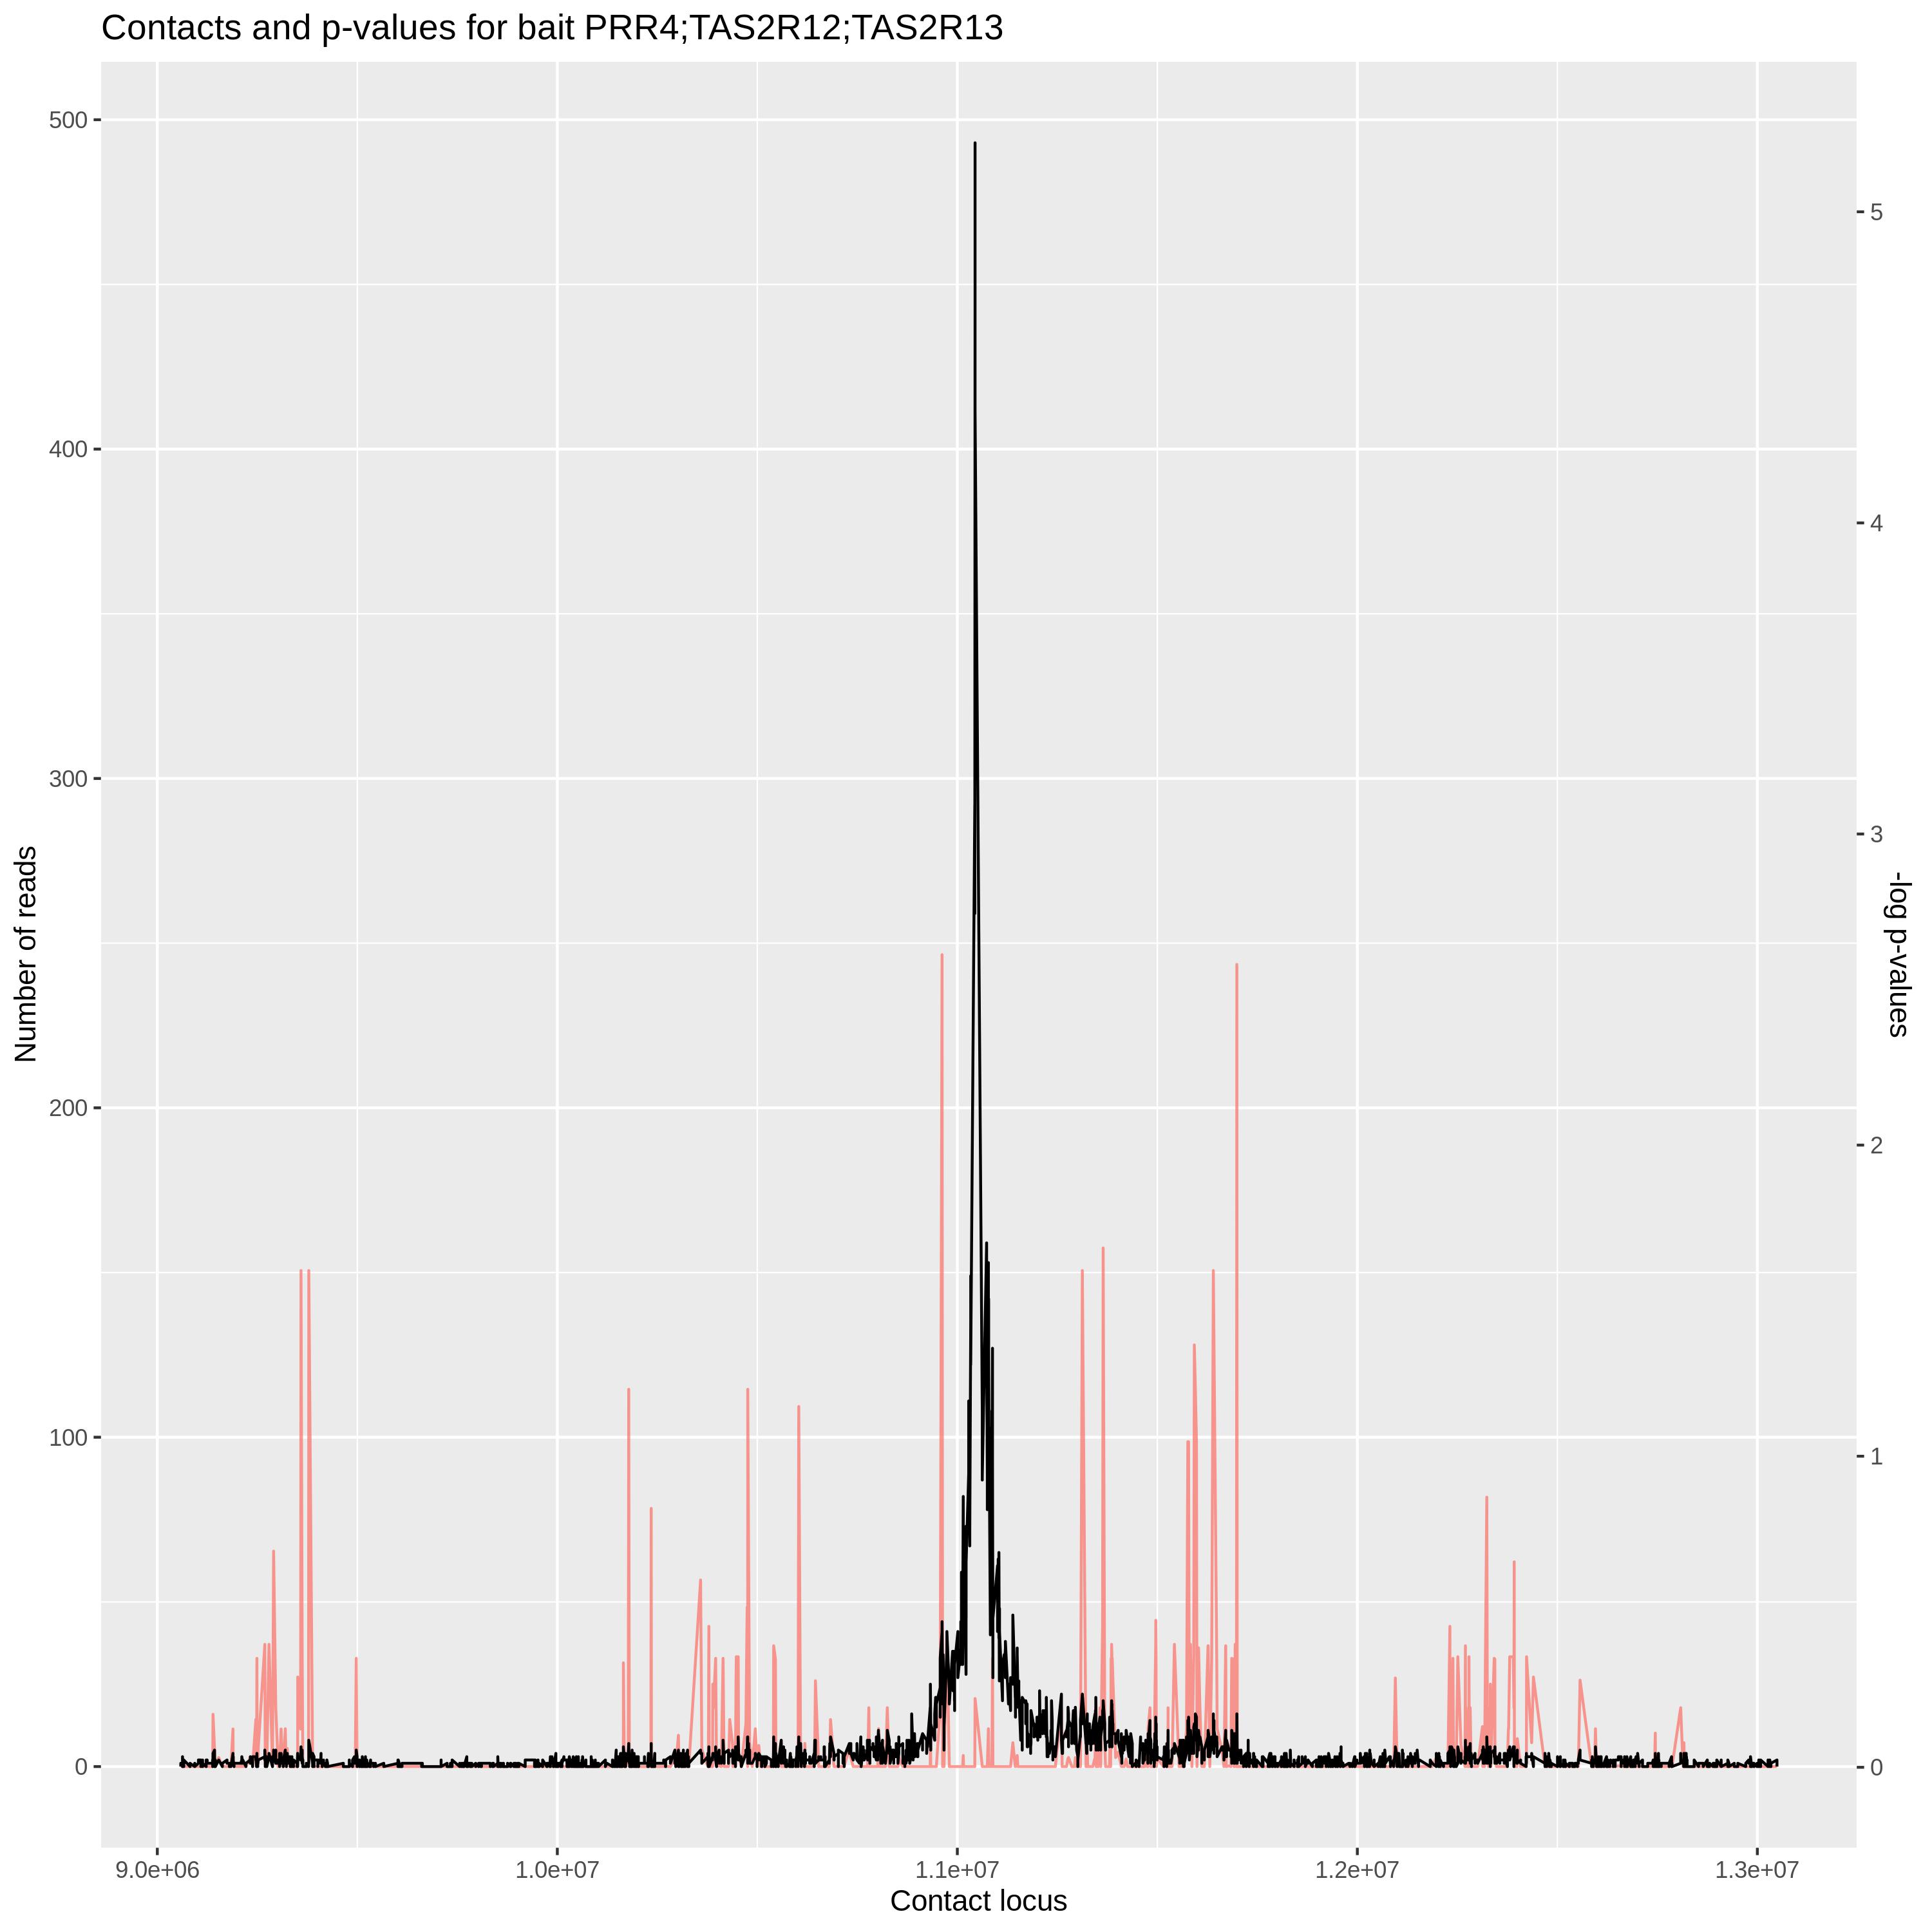 Contacts and p-values for bait PRR4;TAS2R12;TAS2R13
500
400
300
200
100
0
Number of reads
5
4
3
2
1
0
-log p-values
9.0e+06 1.0e+07 1.1e+07 1.2e+07 1.3e+07
Contact locus